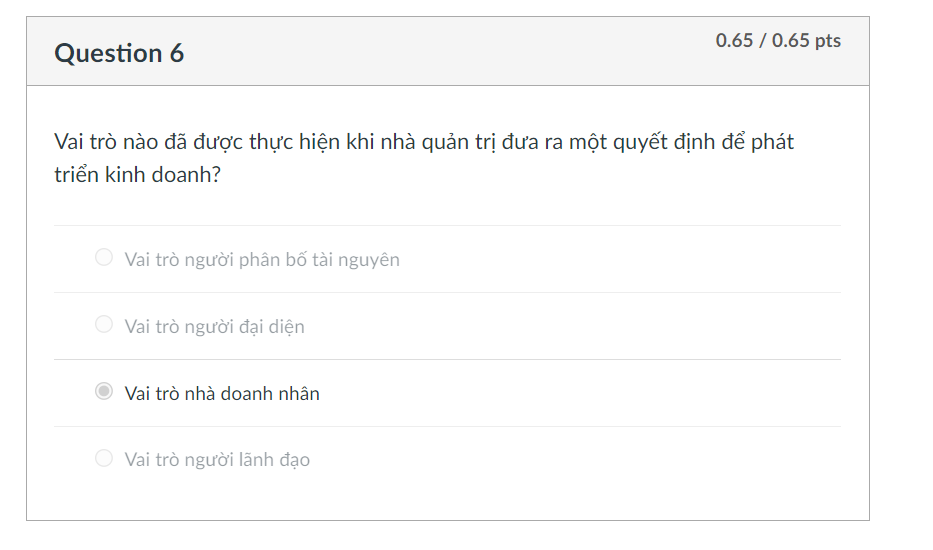 Question 6
0.65 / 0.65 pts
Vai trò nào đã được thực hiện khi nhà quản trị đưa ra một quyết định để phát
triển kinh doanh?
Vai trò người phân bố tài nguyên
Vai trò người đại diện
Vai trò nhà doanh nhân
Vai trò người lãnh đạo